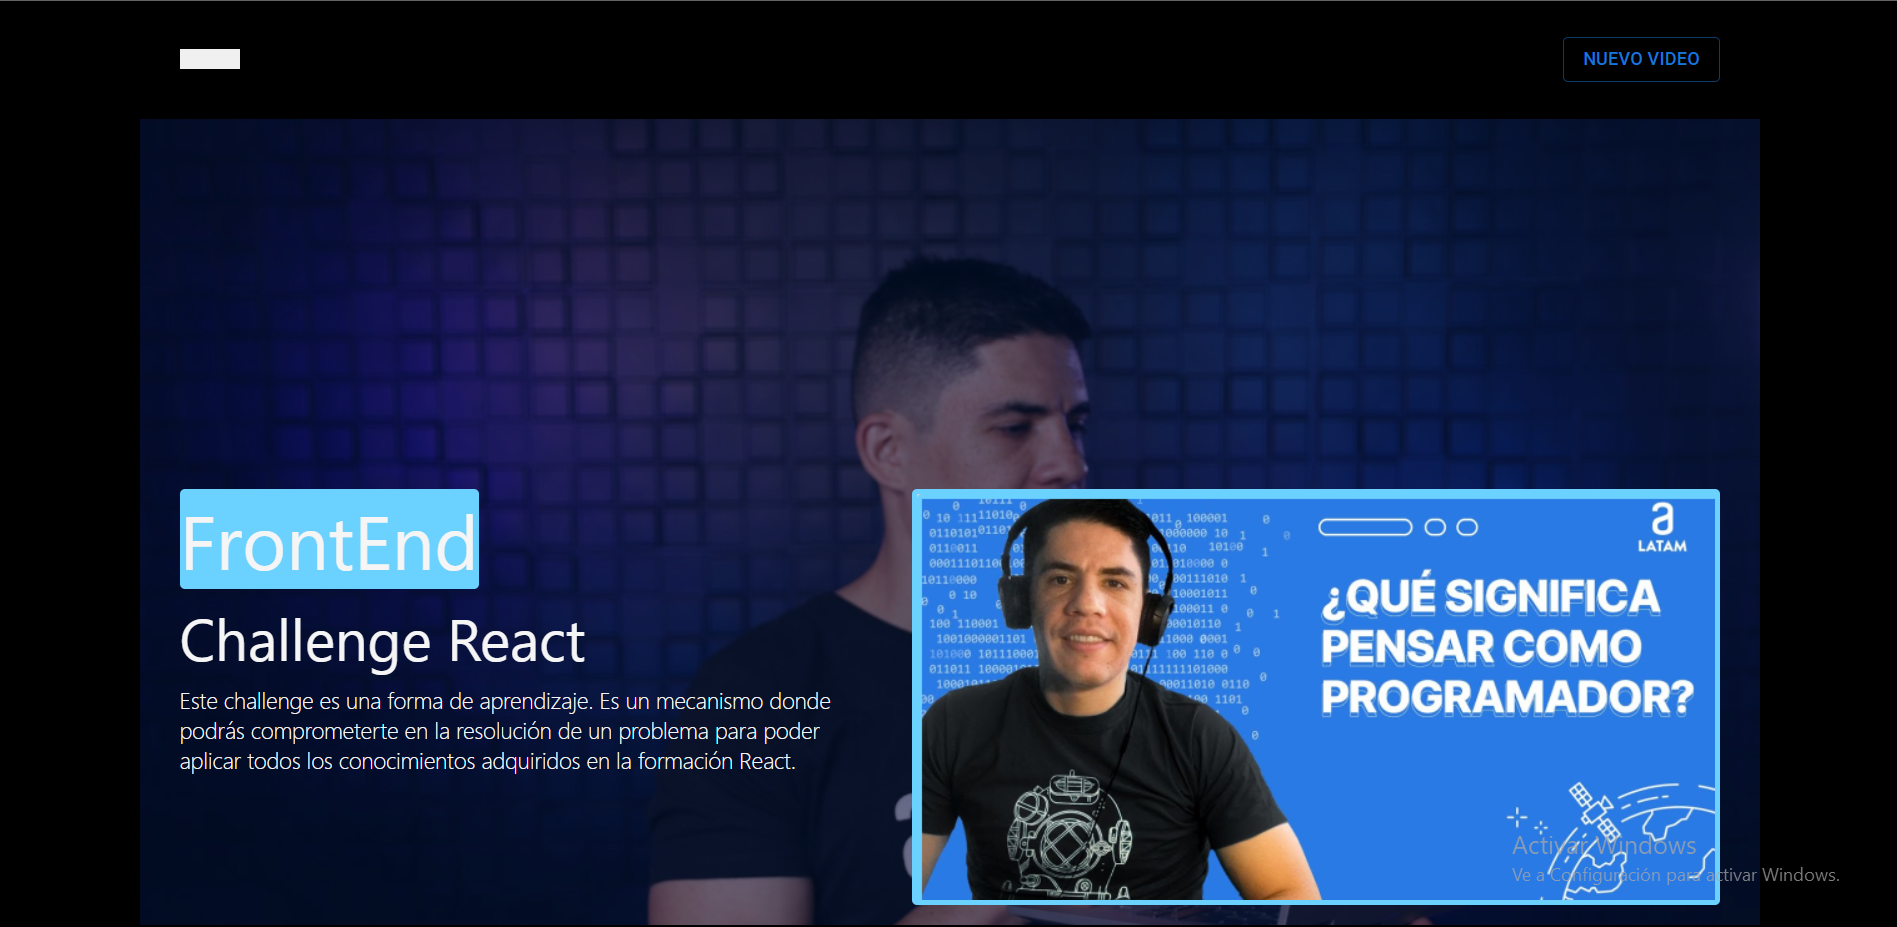 NUEVO VIDEO
FrontEnd
Challenge React
Este challenge es una forma de aprendizaje. Es un mecanismo donde
podrás comprometerte en la resolución de un problema para poder
aplicar todos los conocimientos adquiridos en la formación React.
a
LATAM
¿QUÉ SIGNIFICA
PENSAR COMO
PROGRAMADOR?
Activar Windows
Ve a Configuración para activar Windows.